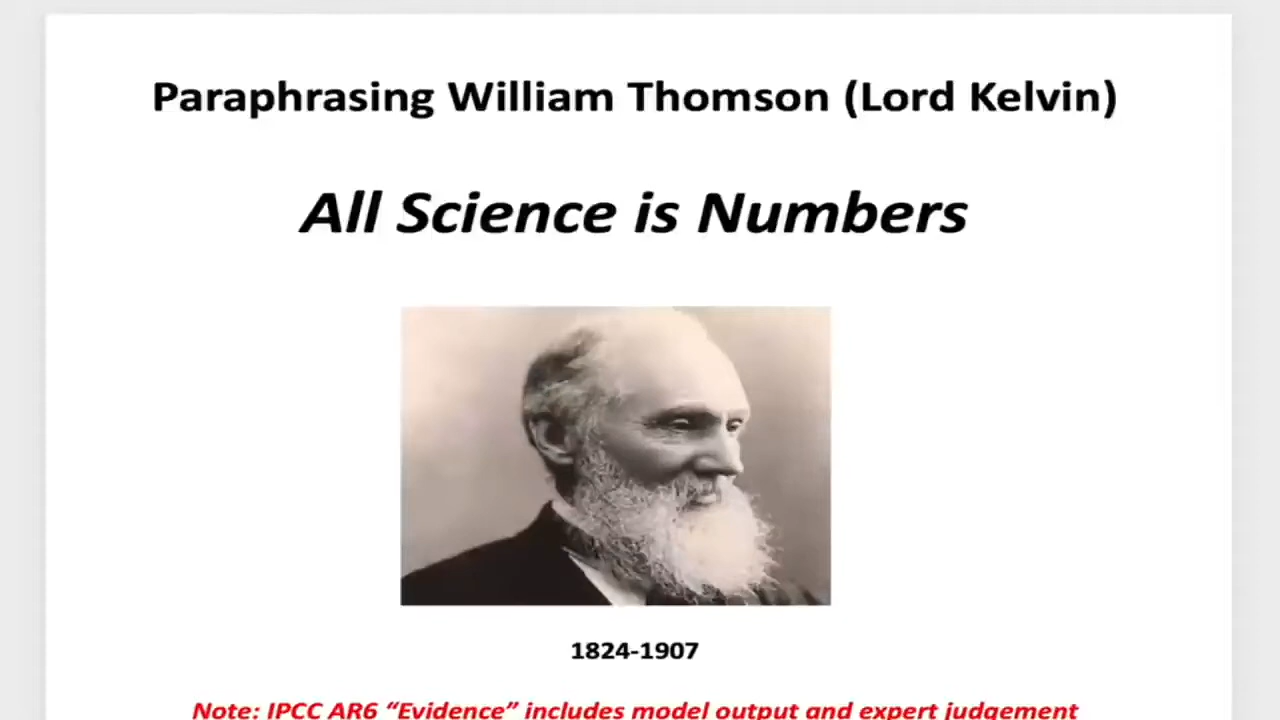 Paraphrasing William Thomson (Lord Kelvin)
All Science is Numbers
1824-1907
Note: IPCC AR6 “Evidence” includes model output and expert judgement